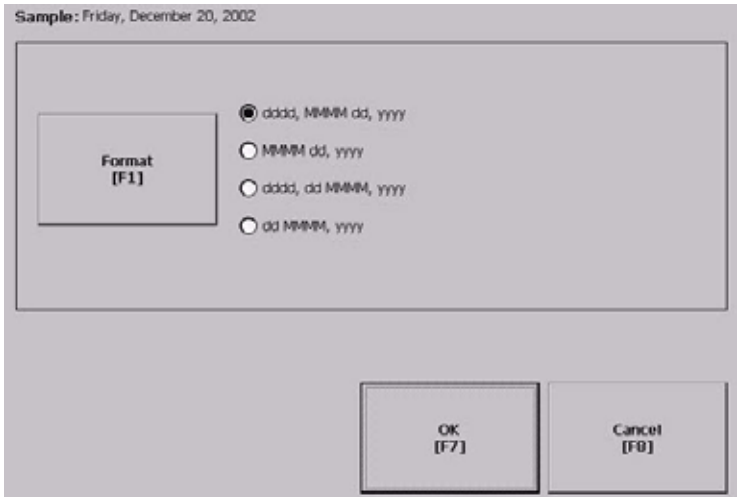 Sample: Friday, December 20, 2002
dddd, MMMM dd, yyyy
MMMM dd, yyyy
Format
[F1]
dddd, dd MMMM, yyyy
dd MMMM, yyyy
OK
[F7]
Cancel
[F8]